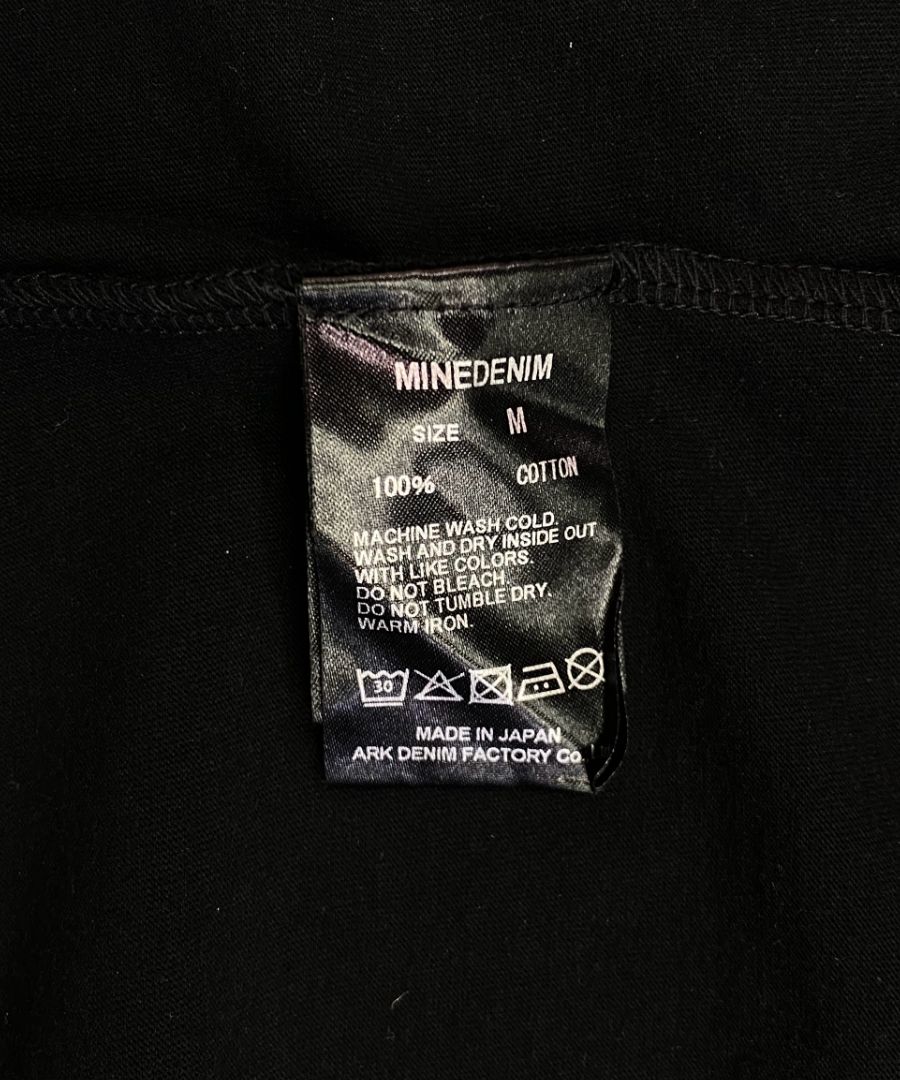 MINEDENIM
SIZE M
100% COTTON
MACHINE WASH COLD.
WASH AND DRY INSIDE OUT
WITH LIKE COLORS.
DO NOT BLEACH.
DO NOT TUMBLE DRY.
WARM IRON.
30
MADE IN JAPAN
ARK DENIM FACTORY Co